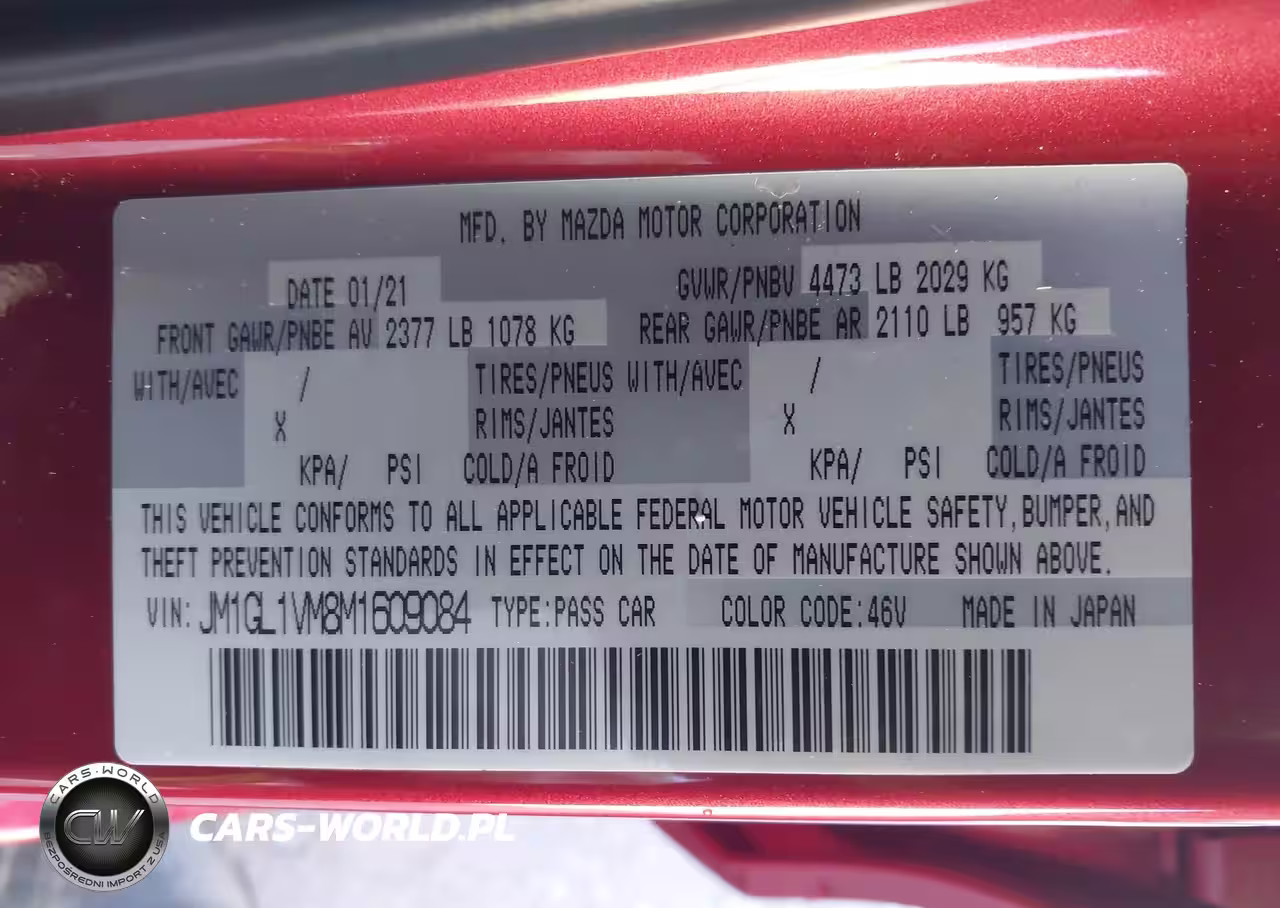 MFD. BY MAZDA MOTOR CORPORATION
DATE 01/21 GVWR/PNBV 4473 LB 2029 KG
FRONT GAWR/PNBE AV 2377 LB 1078 KG REAR GAWR/PNBE AR 2110 LB 957 KG
WITH/AVEC / TIRES/PNEUS WITH/AVEC / TIRES/PNEUS
X RIMS/JANTES X RIMS/JANTES
KPA/ PSI COLD/A FROID KPA/ PSI COLD/A FROID
THIS VEHICLE CONFORMS TO ALL APPLICABLE FEDERAL MOTOR VEHICLE SAFETY, BUMPER, AND
THEFT PREVENTION STANDARDS IN EFFECT ON THE DATE OF MANUFACTURE SHOWN ABOVE.
VIN: JM1GL1VM8M1609084 TYPE:PASS CAR COLOR CODE:46V MADE IN JAPAN
CARS-WORLD
CW
BEZPOŚREDNI IMPORT Z USA
CARS-WORLD.PL